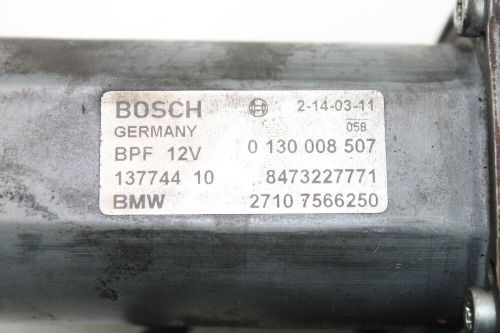 BOSCH 2-14-03-11
GERMANY 058
BPF 12V 0 130 008 507
137744 10 8473227771
BMW 2710 7566250